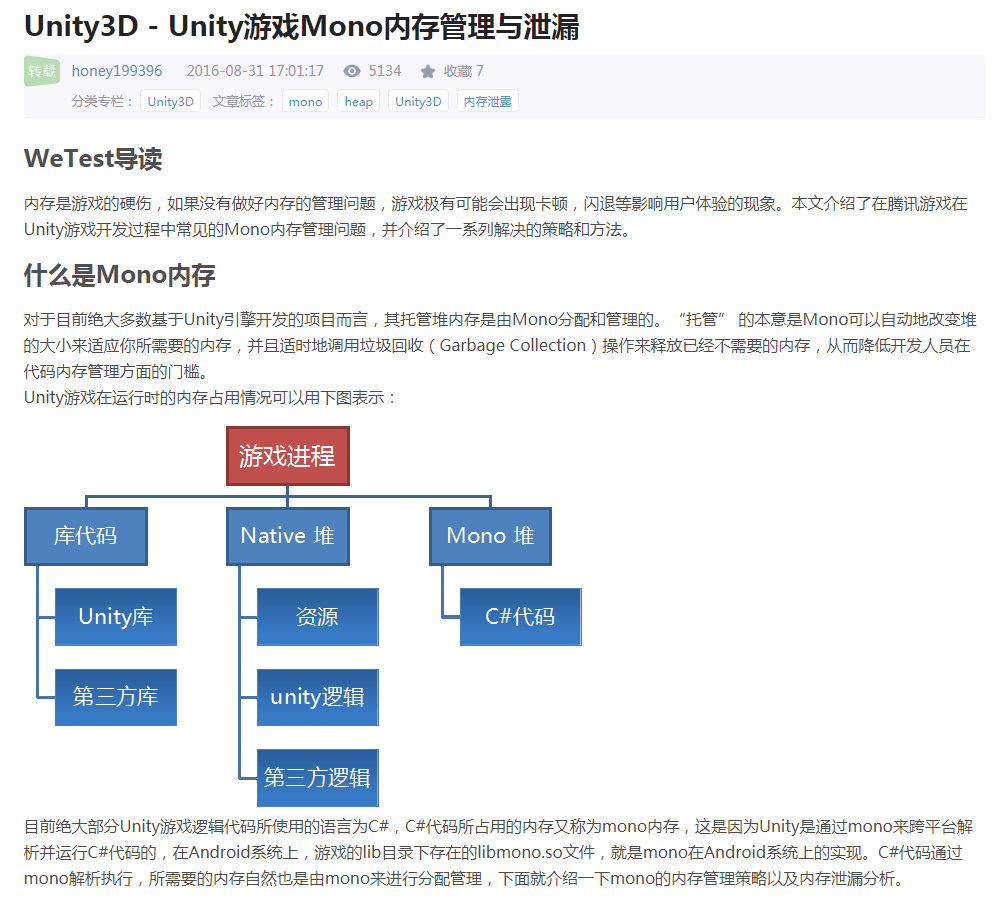 Unity3D - Unity游戏Mono内存管理与泄漏
转载 honey199396 2016-08-31 17:01:17 5134 收藏 7
分类专栏： Unity3D 文章标签： mono heap Unity3D 内存泄露
WeTest导读
内存是游戏的硬伤，如果没有做好内存的管理问题，游戏极有可能会出现卡顿，闪退等影响用户体验的现象。本文介绍了在腾讯游戏在
Unity游戏开发过程中常见的Mono内存管理问题，并介绍了一系列解决的策略和方法。
什么是Mono内存
对于目前绝大多数基于Unity引擎开发的项目而言，其托管堆内存是由Mono分配和管理的。“托管” 的本意是Mono可以自动地改变堆
的大小来适应你所需要的内存，并且适时地调用垃圾回收（Garbage Collection）操作来释放已经不需要的内存，从而降低开发人员在
代码内存管理方面的门槛。
Unity游戏在运行时的内存占用情况可以用下图表示：
游戏进程
库代码 Native 堆 Mono 堆
Unity库 资源 C#代码
第三方库 unity逻辑
第三方逻辑
目前绝大部分Unity游戏逻辑代码所使用的语言为C#，C#代码所占用的内存又称为mono内存，这是因为Unity是通过mono来跨平台解
析并运行C#代码的，在Android系统上，游戏的lib目录下存在的libmono.so文件，就是mono在Android系统上的实现。C#代码通过
mono解析执行，所需要的内存自然也是由mono来进行分配管理，下面就介绍一下mono的内存管理策略以及内存泄漏分析。